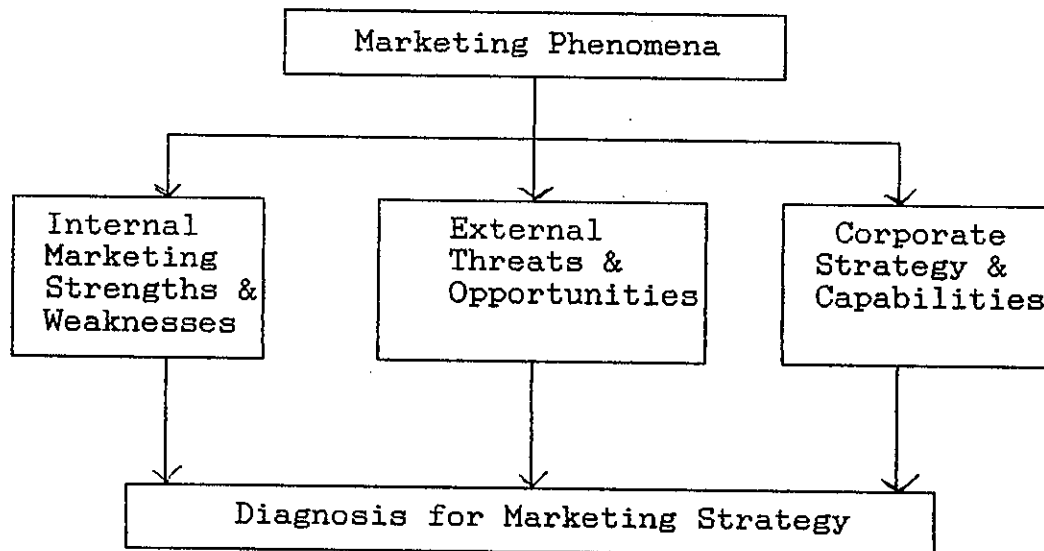 Marketing Phenomena
Internal
Marketing
Strengths &
Weaknesses
External
Threats &
Opportunities
Corporate
Strategy &
Capabilities
Diagnosis for Marketing Strategy